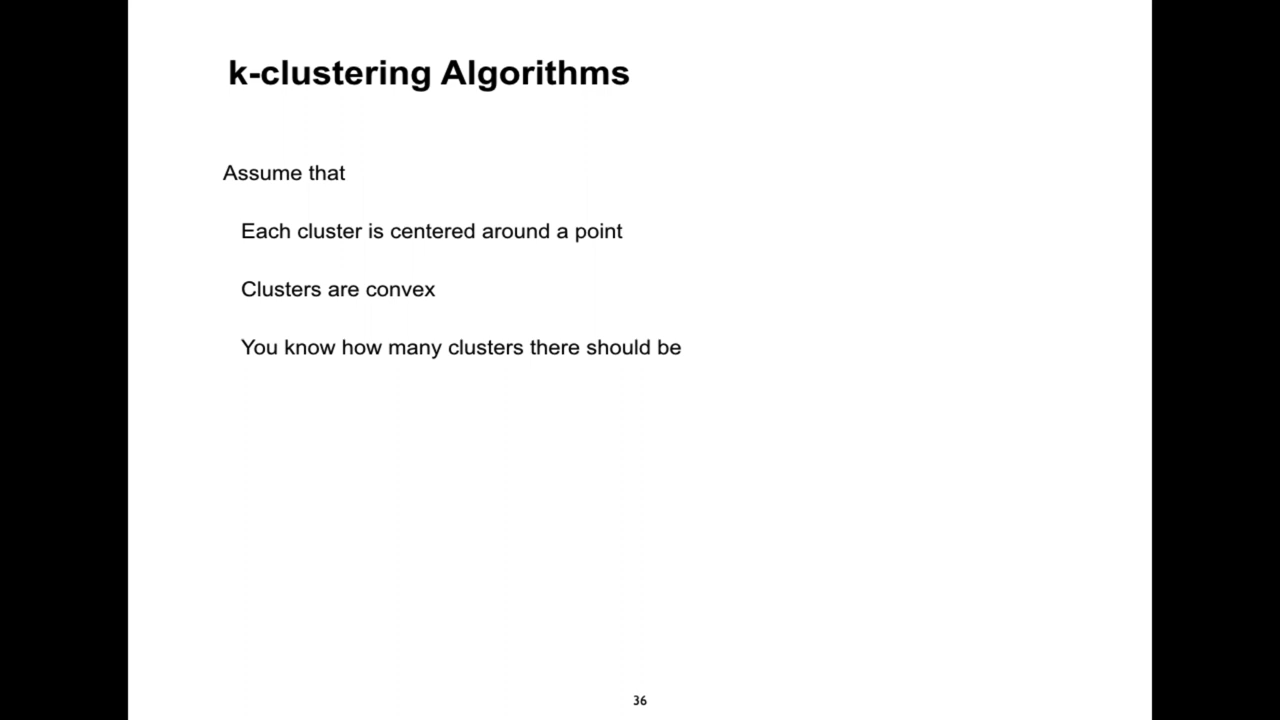 k-clustering Algorithms
Assume that
Each cluster is centered around a point
Clusters are convex
You know how many clusters there should be
36